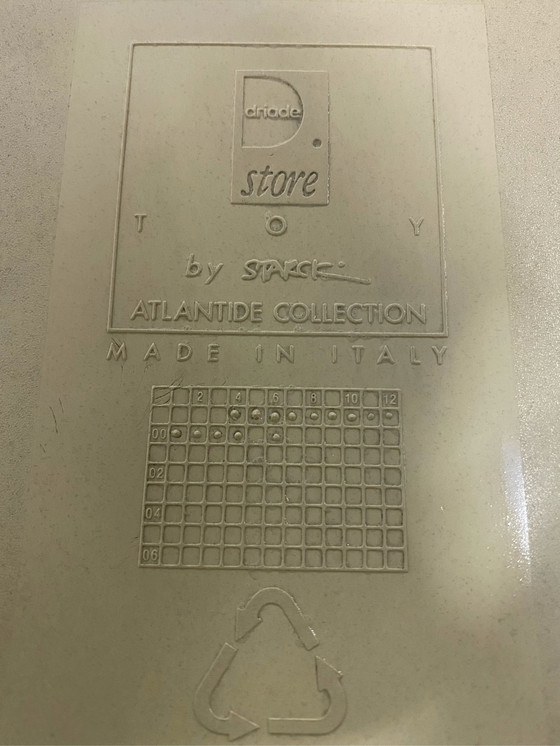 driade.
store
T O Y
by STARCK
ATLANTIDE COLLECTION
MADE IN ITALY
2 4 6 8 10 12
00
02
04
06